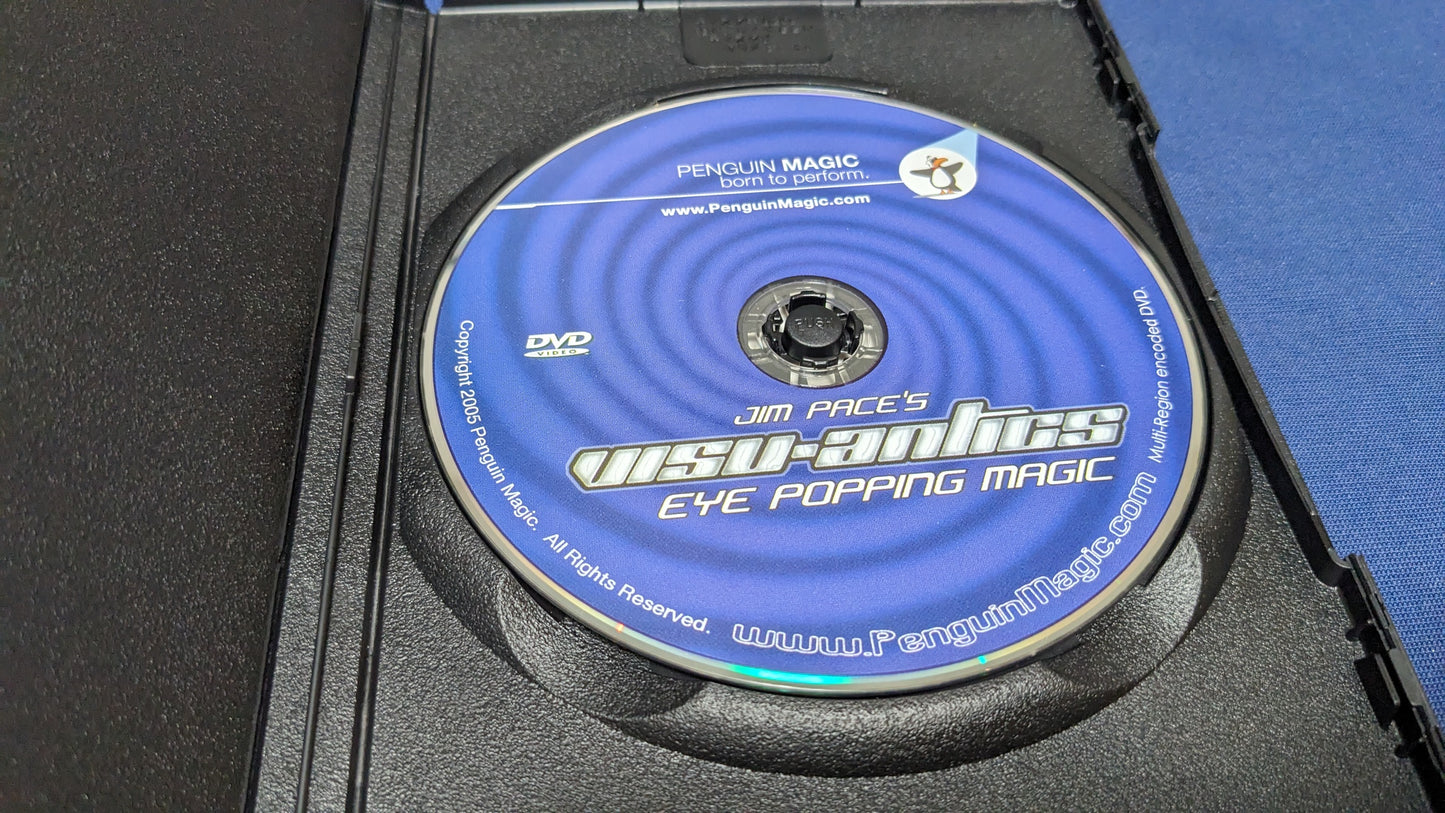 PENGUIN MAGIC
born to perform.
www.PenguinMagic.com
PUSH
DVD
VIDEO
JIM PACE'S
VISU-ANTICS
EYE POPPING MAGIC
Multi-Region encoded DVD.
Copyright 2005 Penguin Magic. All Rights Reserved.
www.PenguinMagic.com